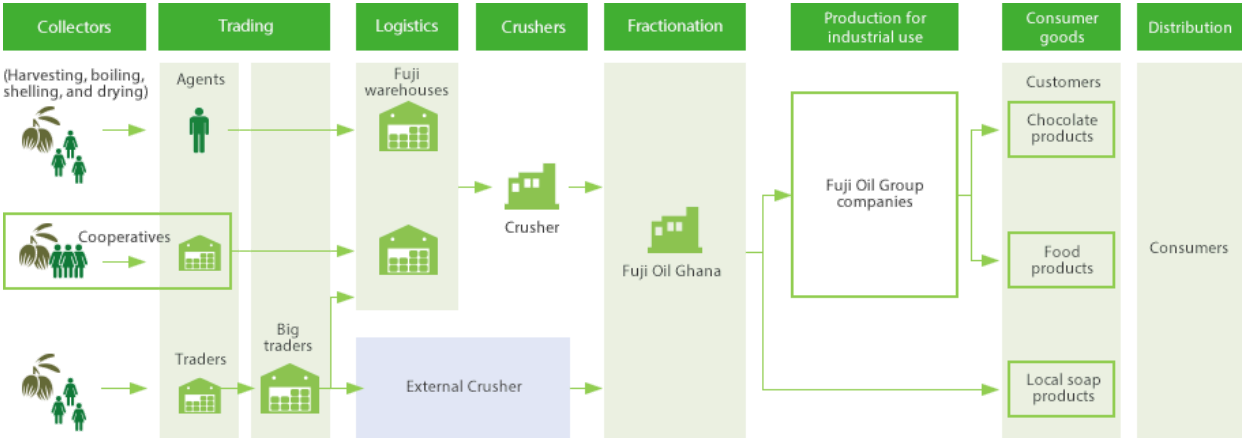 Collectors
Trading
Logistics
Crushers
Fractionation
Production for
industrial use
Consumer
goods
Distribution
(Harvesting, boiling,
shelling, and drying)
Agents
Fuji
warehouses
Customers
Chocolate
products
Crusher
Fuji Oil Group
companies
Cooperatives
Fuji Oil Ghana
Food
products
Consumers
Traders
Big
traders
External Crusher
Local soap
products